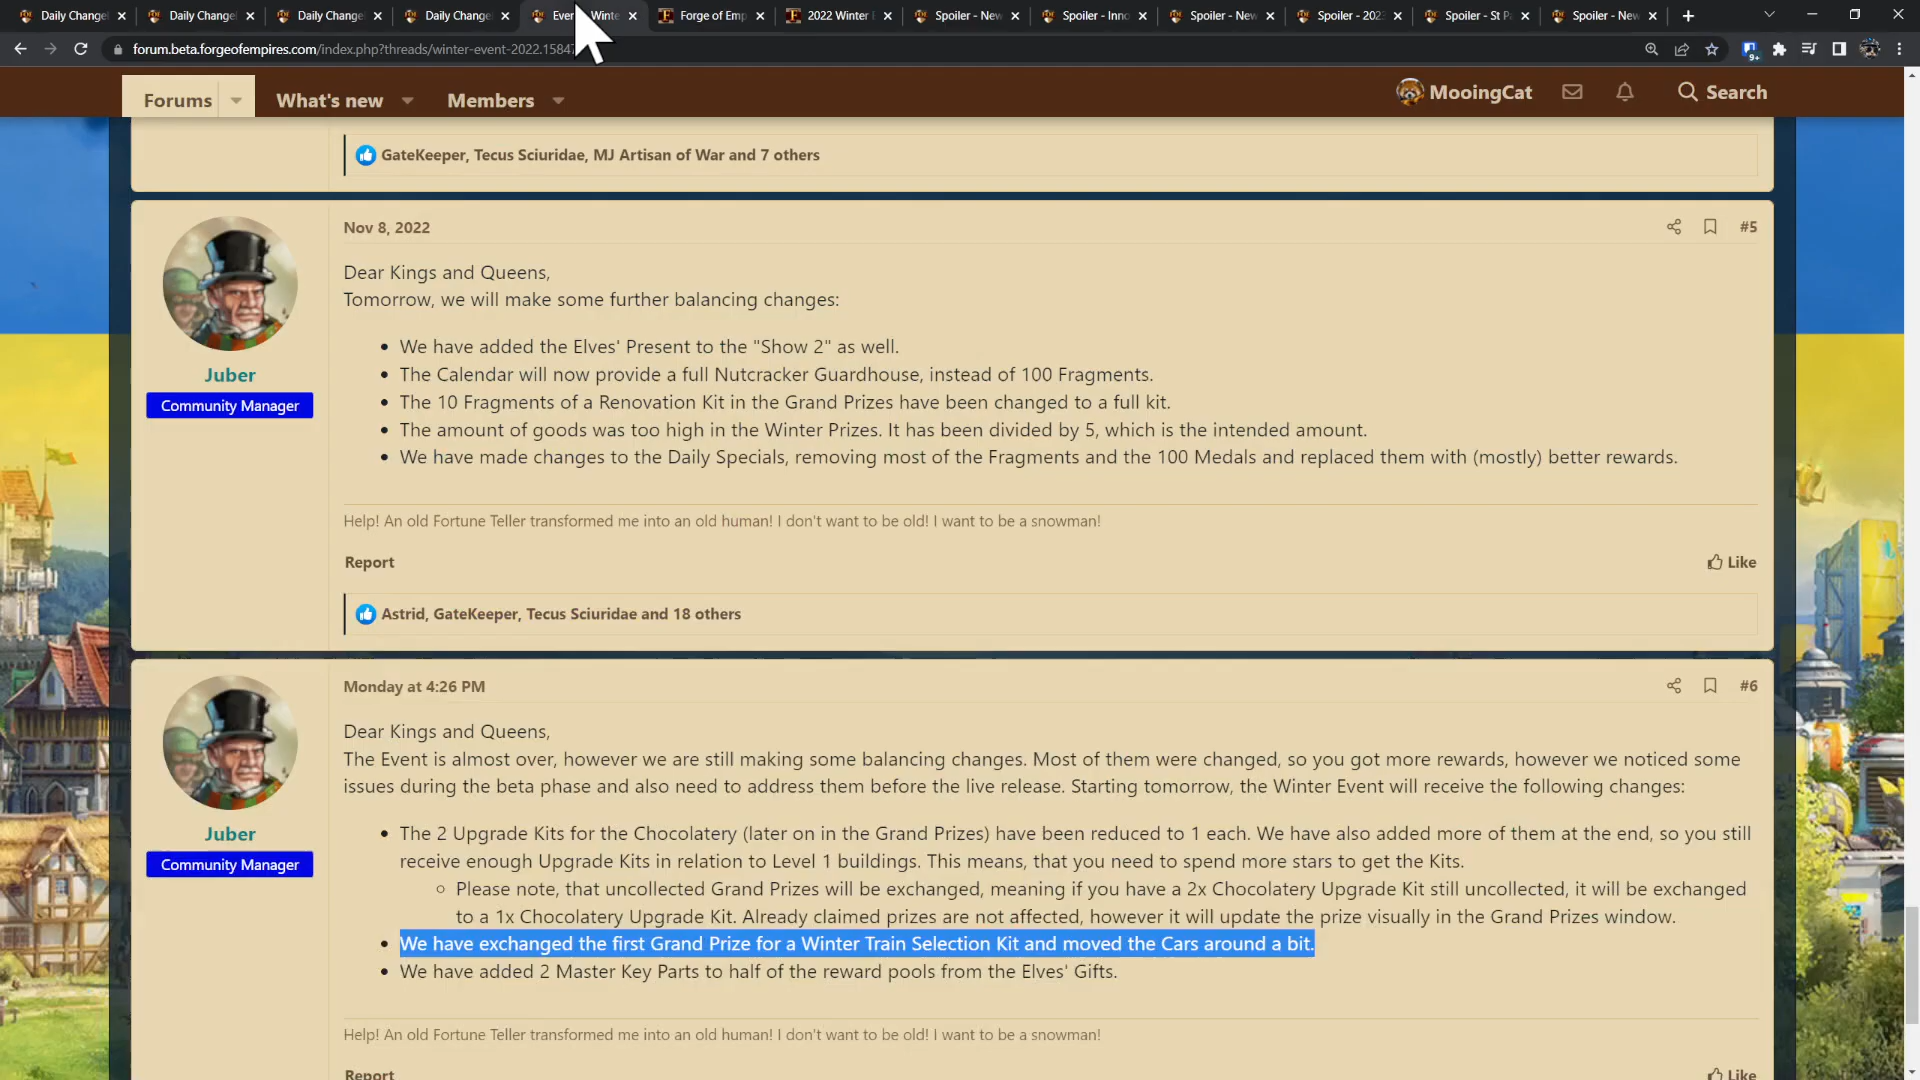 Daily Change
Daily Change
Daily Change
Daily Change
Forge of Emp
2022 Winter E
Spoiler - New
Spoiler - Inno
Spoiler - New
Spoiler - 202
Spoiler - St Pa
Spoiler - New
forum.beta.forgeofempires.com/index.php?threads/winter-event-2022.1584
9+
Forums
What's new
Members
MooingCat
Search
GateKeeper, Tecus Sciuridae, MJ Artisan of War and 7 others
Nov 8, 2022
#5
Juber
Community Manager
Dear Kings and Queens,
Tomorrow, we will make some further balancing changes:
• We have added the Elves' Present to the "Show 2" as well.
• The Calendar will now provide a full Nutcracker Guardhouse, instead of 100 Fragments.
• The 10 Fragments of a Renovation Kit in the Grand Prizes have been changed to a full kit.
• The amount of goods was too high in the Winter Prizes. It has been divided by 5, which is the intended amount.
• We have made changes to the Daily Specials, removing most of the Fragments and the 100 Medals and replaced them with (mostly) better rewards.
Help! An old Fortune Teller transformed me into an old human! I don't want to be old! I want to be a snowman!
Report
Like
Astrid, GateKeeper, Tecus Sciuridae and 18 others
Monday at 4:26 PM
#6
Juber
Community Manager
Dear Kings and Queens,
The Event is almost over, however we are still making some balancing changes. Most of them were changed, so you got more rewards, however we noticed some
issues during the beta phase and also need to address them before the live release. Starting tomorrow, the Winter Event will receive the following changes:
• The 2 Upgrade Kits for the Chocolatery (later on in the Grand Prizes) have been reduced to 1 each. We have also added more of them at the end, so you still
receive enough Upgrade Kits in relation to Level 1 buildings. This means, that you need to spend more stars to get the Kits.
○ Please note, that uncollected Grand Prizes will be exchanged, meaning if you have a 2x Chocolatery Upgrade Kit still uncollected, it will be exchanged
to a 1x Chocolatery Upgrade Kit. Already claimed prizes are not affected, however it will update the prize visually in the Grand Prizes window.
• We have exchanged the first Grand Prize for a Winter Train Selection Kit and moved the Cars around a bit.
• We have added 2 Master Key Parts to half of the reward pools from the Elves' Gifts.
Help! An old Fortune Teller transformed me into an old human! I don't want to be old! I want to be a snowman!
Report
Like